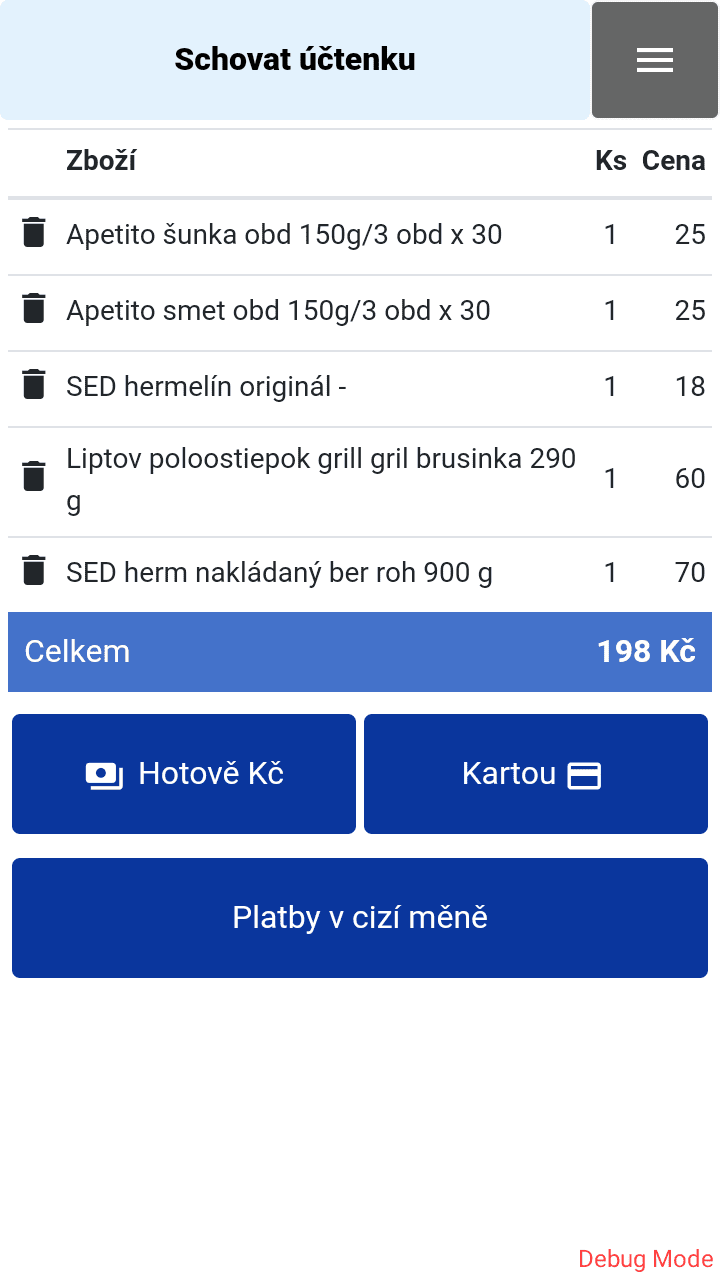 Schovat účtenku
Zboží Ks Cena
Apetito šunka obd 150g/3 obd x 30 1 25
Apetito smet obd 150g/3 obd x 30 1 25
SED hermelín originál - 1 18
Liptov poloostiepok grill gril brusinka 290
g 1 60
SED herm nakládaný ber roh 900 g 1 70
Celkem 198 Kč
Hotově Kč Kartou
Platby v cizí měně
Debug Mode